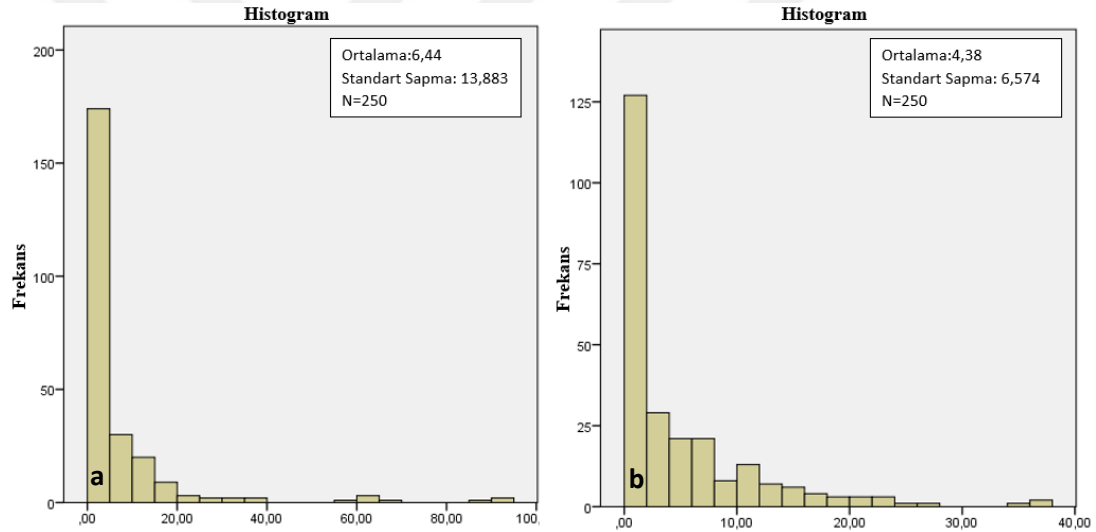 Histogram
Ortalama:6,44
Standart Sapma: 13,883
N=250
200
150
100
50
0
Frekans
a
,00 20,00 40,00 60,00 80,00 100,
Histogram
Ortalama:4,38
Standart Sapma: 6,574
N=250
125
100
75
50
25
0
Frekans
b
,00 10,00 20,00 30,00 40,00